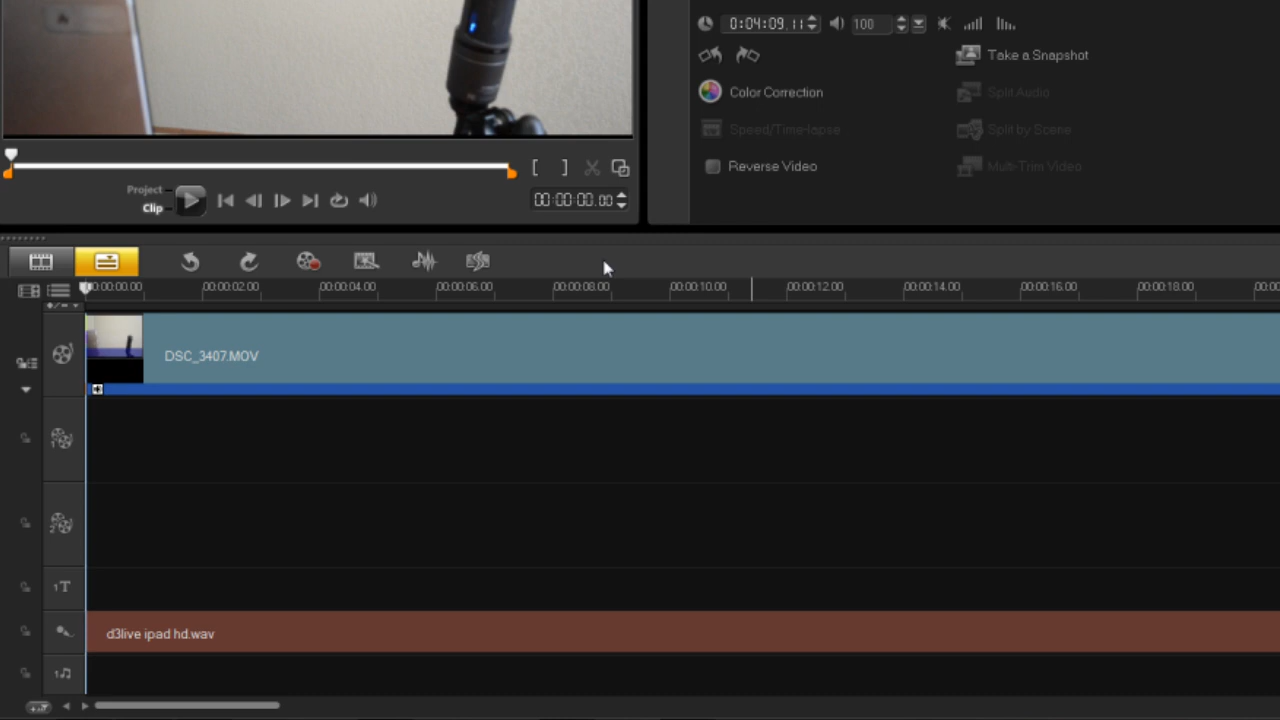 0:04:09.11 100
Take a Snapshot
Color Correction Split Audio
Speed/Time-lapse Split by Scene
Reverse Video Multi-Trim Video
Project
Clip
[ ]
00:00:00.00
00:00:00.00 00:00:02.00 00:00:04.00 00:00:06.00 00:00:08.00 00:00:10.00 00:00:12.00 00:00:14.00 00:00:16.00 00:00:18.00 00:00
DSC_3407.MOV
1
2
1T
d3live ipad hd.wav
1